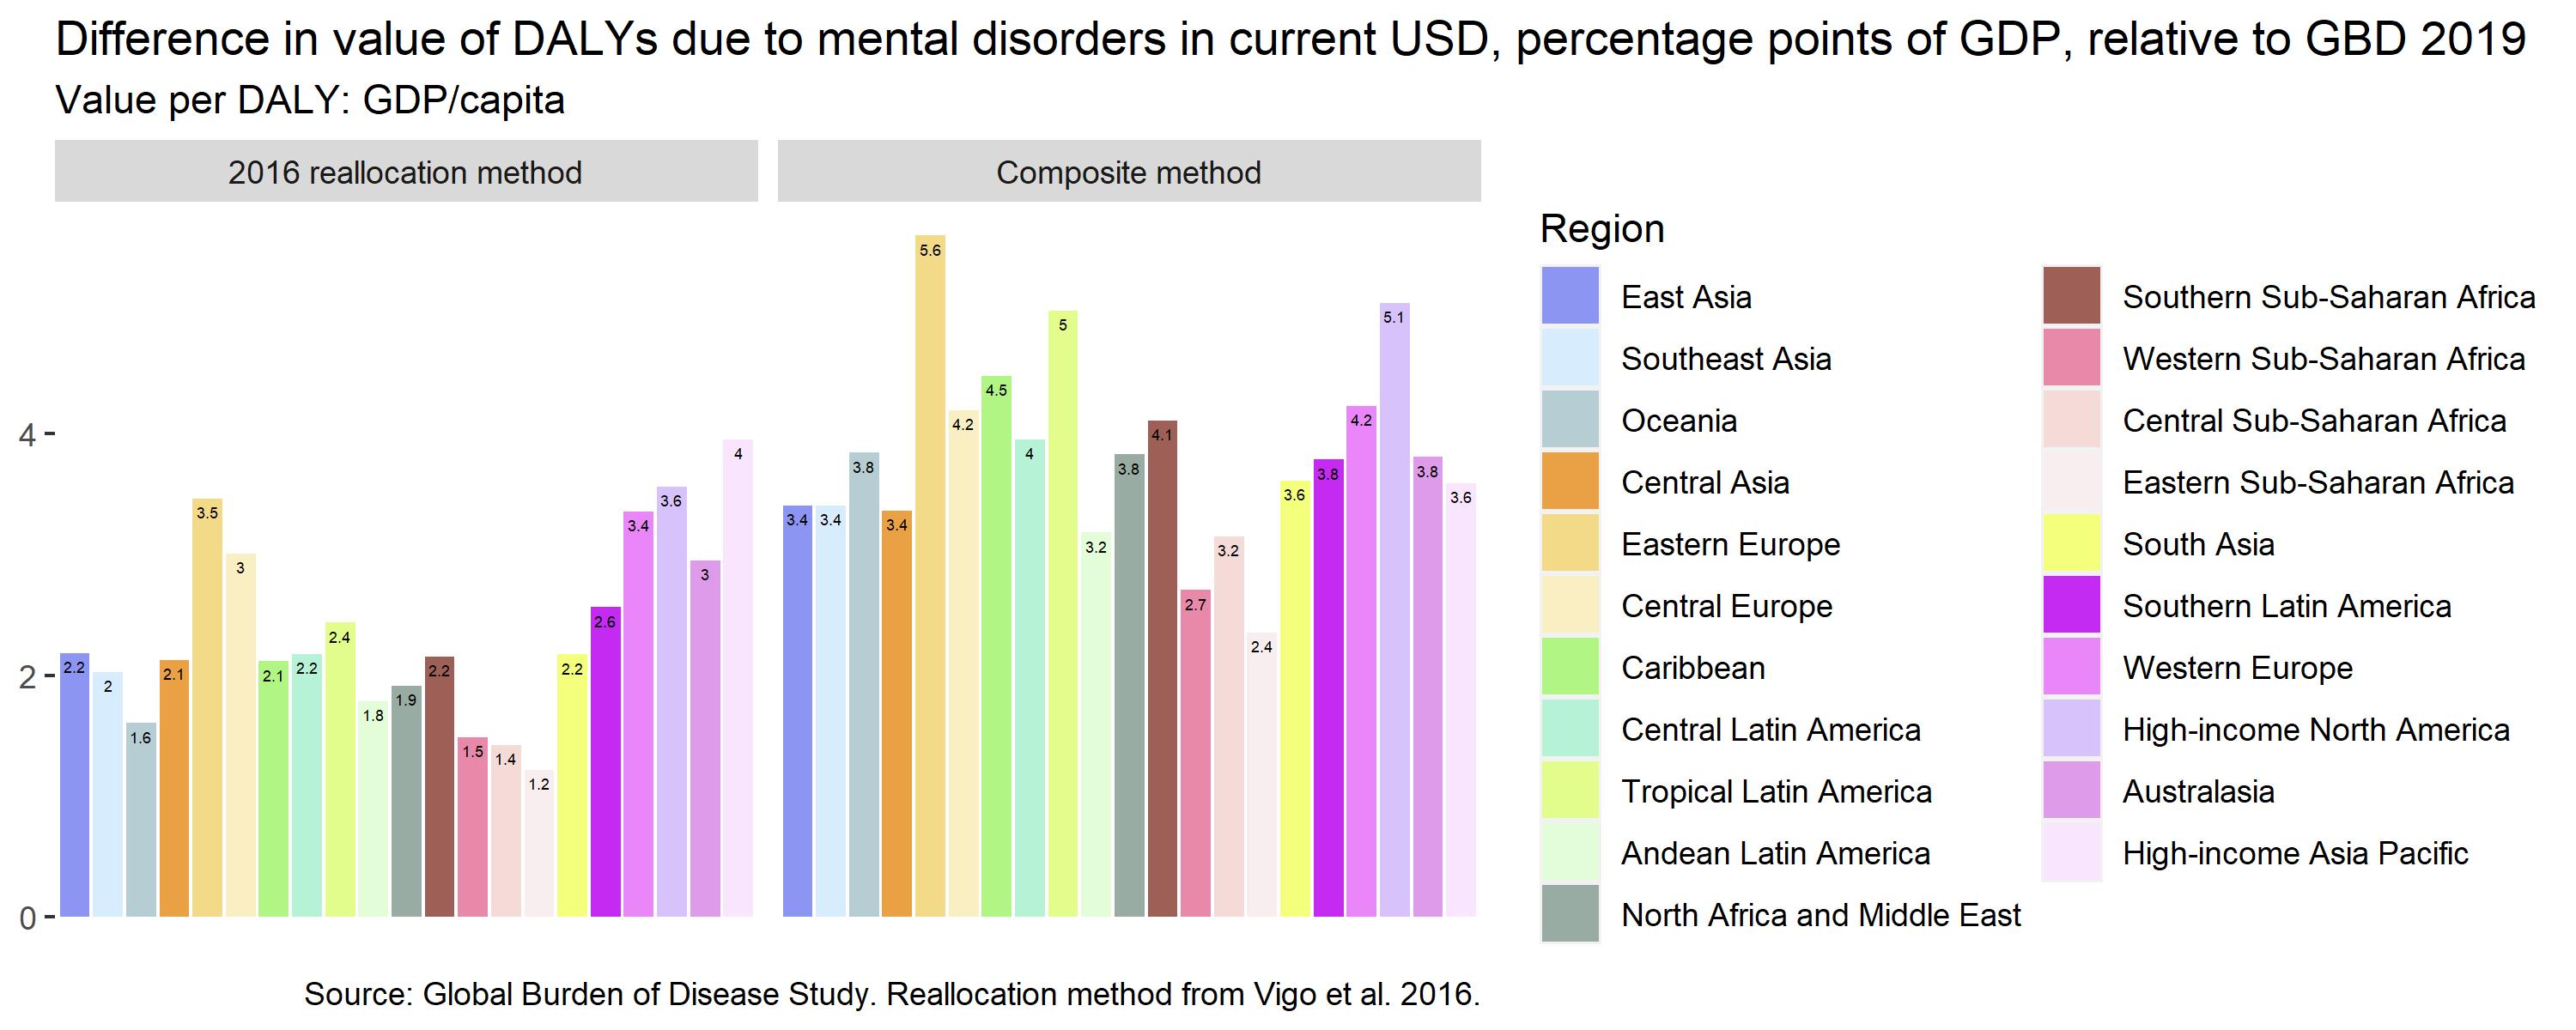 Difference in value of DALYs due to mental disorders in current USD, percentage points of GDP, relative to GBD 2019
Value per DALY: GDP/capita
2016 reallocation method
Composite method
4
2
0
2.2
2
1.6
2.1
3.5
3
2.1
2.2
2.4
1.8
1.9
2.2
1.5
1.4
1.2
2.2
2.6
3.4
3.6
3
4
3.4
3.4
3.8
3.4
5.6
4.2
4.5
4
5
3.2
3.8
4.1
2.7
3.2
2.4
3.6
3.8
4.2
5.1
3.8
3.6
Region
East Asia
Southeast Asia
Oceania
Central Asia
Eastern Europe
Central Europe
Caribbean
Central Latin America
Tropical Latin America
Andean Latin America
North Africa and Middle East
Southern Sub-Saharan Africa
Western Sub-Saharan Africa
Central Sub-Saharan Africa
Eastern Sub-Saharan Africa
South Asia
Southern Latin America
Western Europe
High-income North America
Australasia
High-income Asia Pacific
Source: Global Burden of Disease Study. Reallocation method from Vigo et al. 2016.